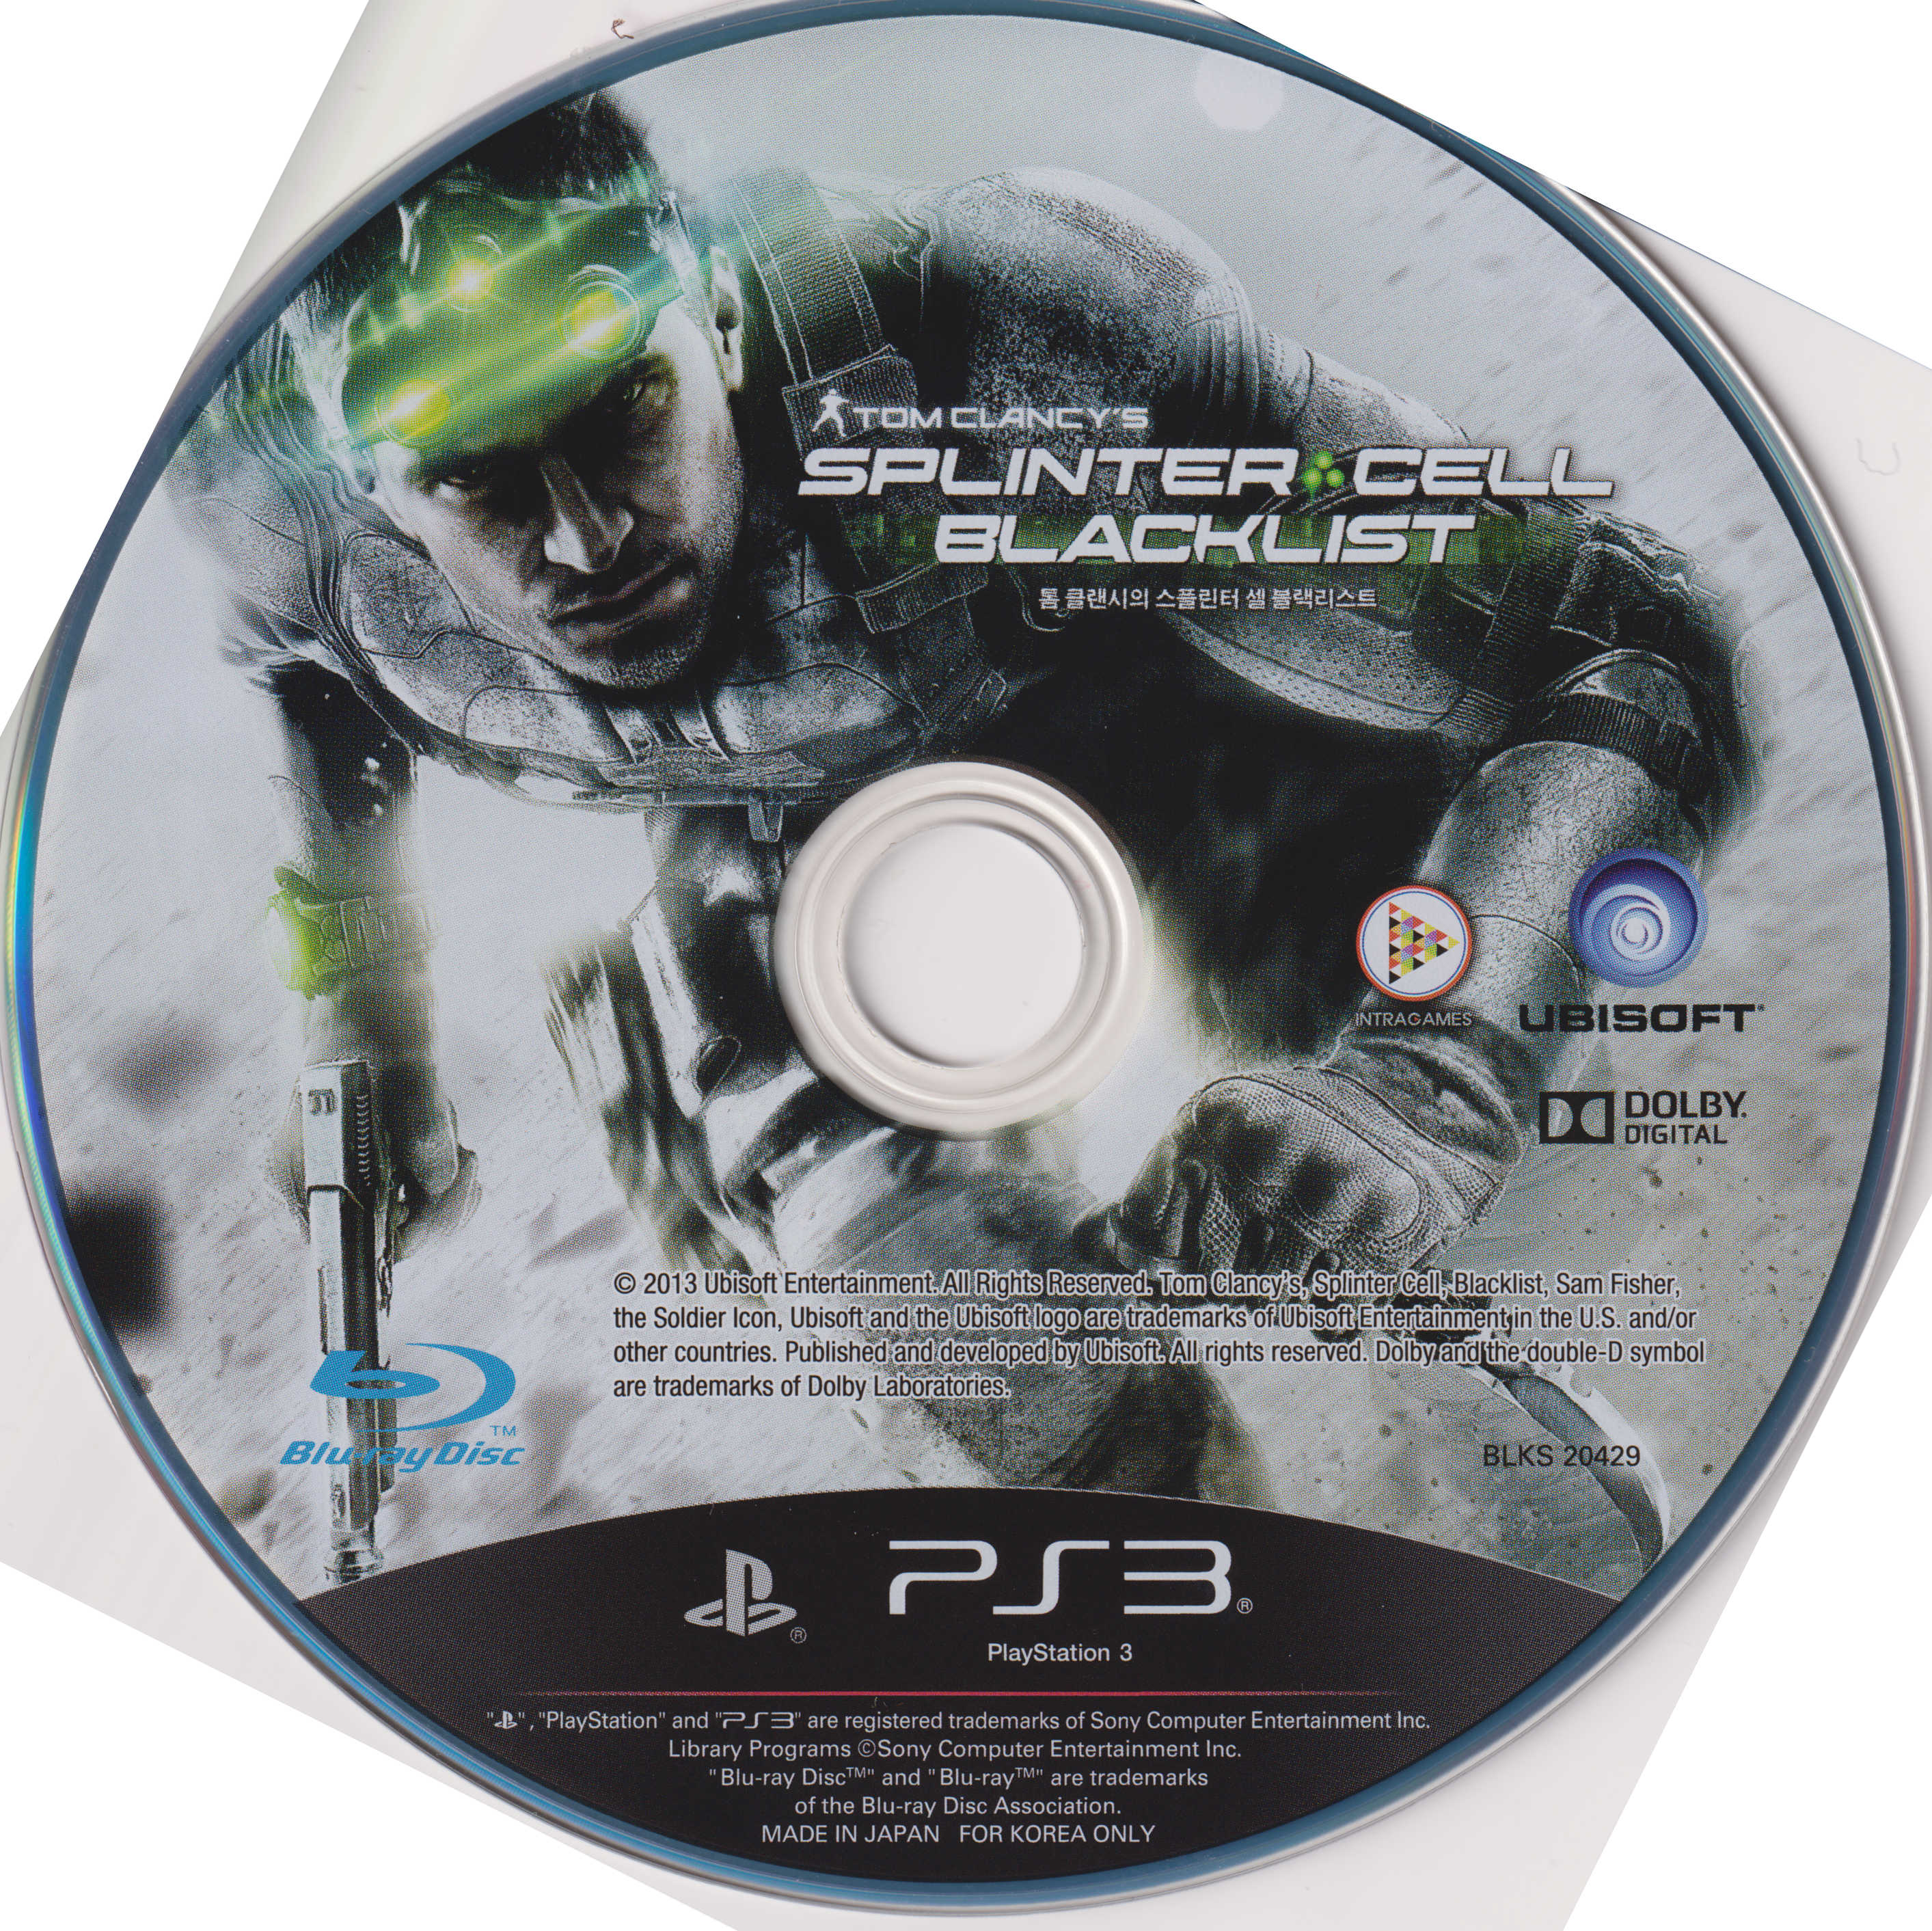 TOM CLANCY'S
SPLINTER CELL
BLACKLIST
톰 클랜시의 스플린터 셀 블랙리스트
INTRAGAMES
UBISOFT®
DOLBY.
DIGITAL
© 2013 Ubisoft Entertainment. All Rights Reserved. Tom Clancy's, Splinter Cell, Blacklist, Sam Fisher,
the Soldier Icon, Ubisoft and the Ubisoft logo are trademarks of Ubisoft Entertainment in the U.S. and/or
other countries. Published and developed by Ubisoft. All rights reserved. Dolby and the double-D symbol
are trademarks of Dolby Laboratories.
Blu-ray Disc™
BLKS 20429
PS3®
PlayStation 3
" ", "PlayStation" and "PS3" are registered trademarks of Sony Computer Entertainment Inc.
Library Programs ©Sony Computer Entertainment Inc.
"Blu-ray Disc™" and "Blu-ray™" are trademarks
of the Blu-ray Disc Association.
MADE IN JAPAN FOR KOREA ONLY